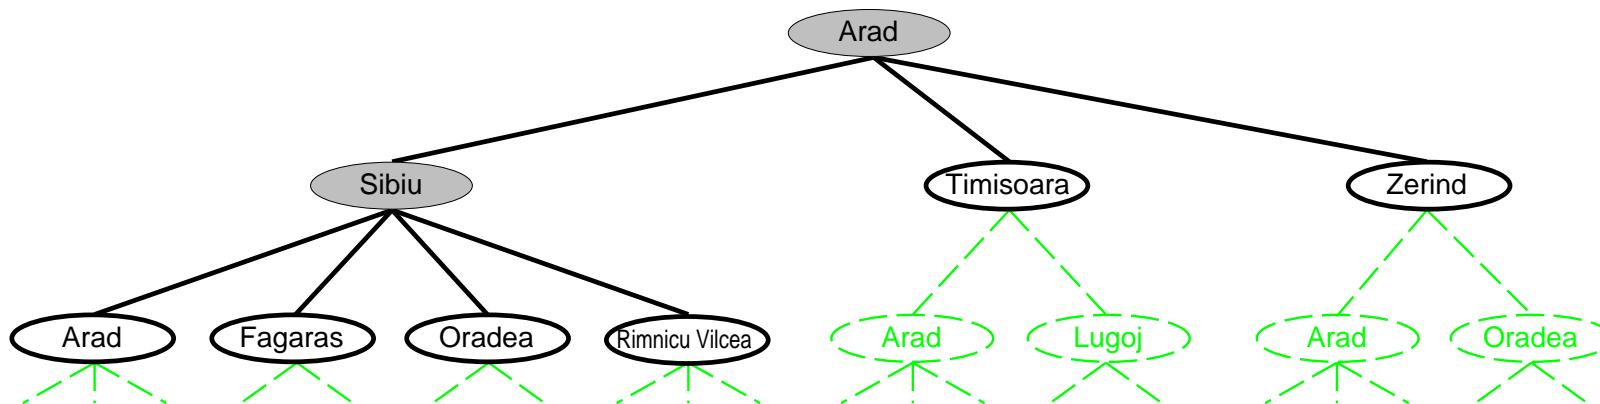 Arad
Sibiu
Timisoara
Zerind
Arad
Fagaras
Oradea
Rimnicu Vilcea
Arad
Lugoj
Arad
Oradea